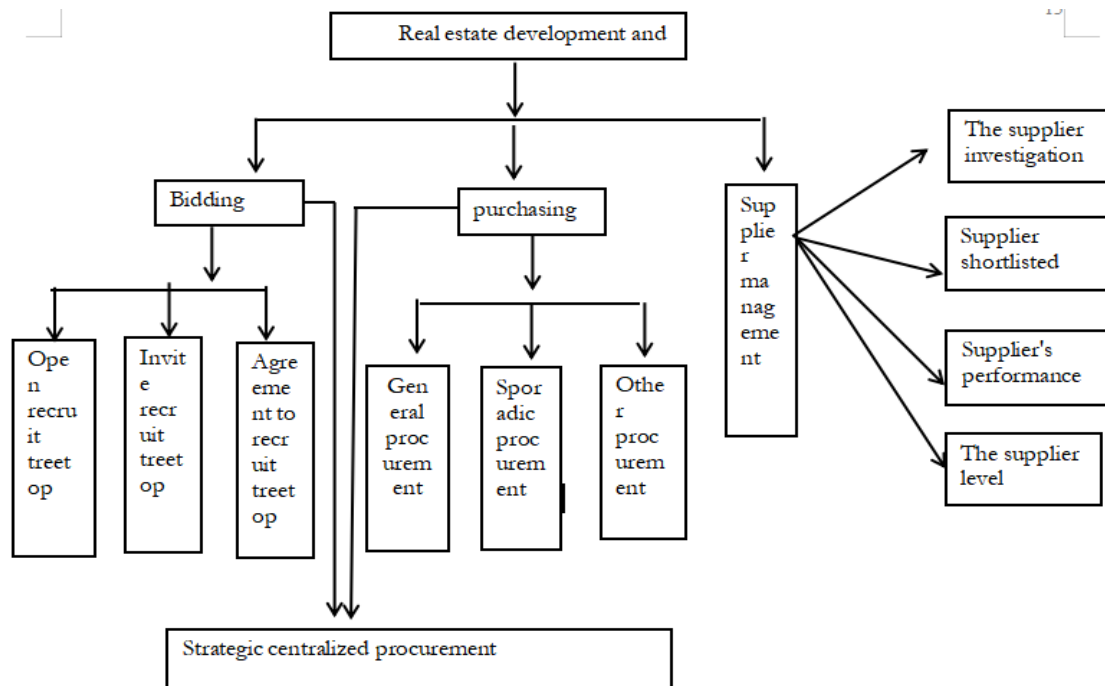 Real estate development and
Bidding
purchasing
Sup
plie
r
ma
nag
eme
nt
The supplier
investigation
Supplier
shortlisted
Supplier's
performance
The supplier
level
Ope
n
recru
it
treet
op
Invit
e
recr
uit
treet
op
Agre
eme
nt to
recr
uit
treet
op
Gen
eral
proc
urem
ent
Spor
adic
proc
urem
ent
Othe
r
proc
urem
ent
Strategic centralized procurement